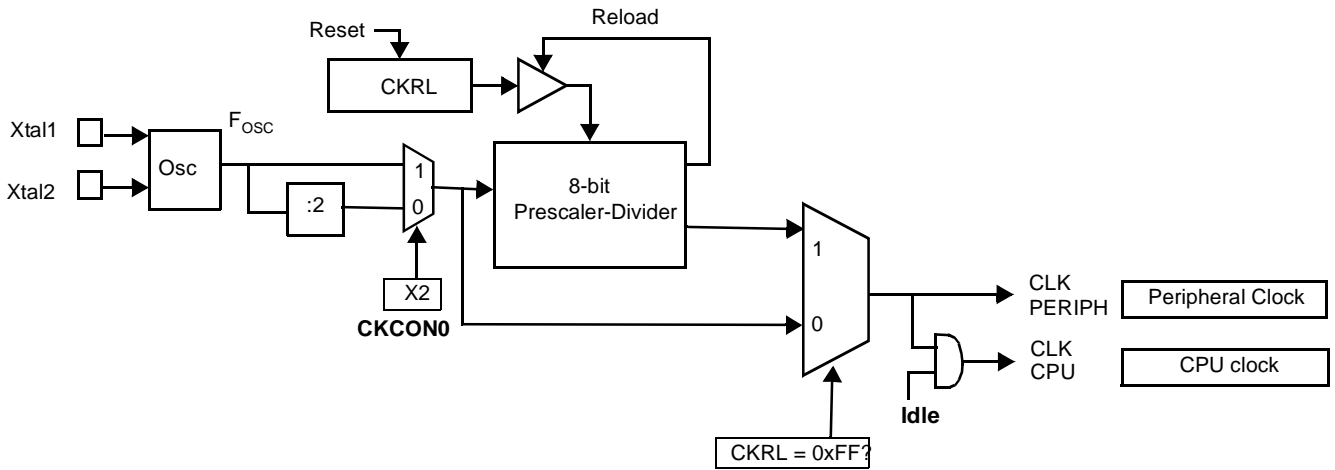 Reload
Reset
CKRL
Xtal1
FOSC
Osc
Xtal2
:2
1
0
8-bit
Prescaler-Divider
X2
CKCON0
1
0
CLK
PERIPH
Peripheral Clock
CLK
CPU
CPU clock
Idle
CKRL = 0xFF?